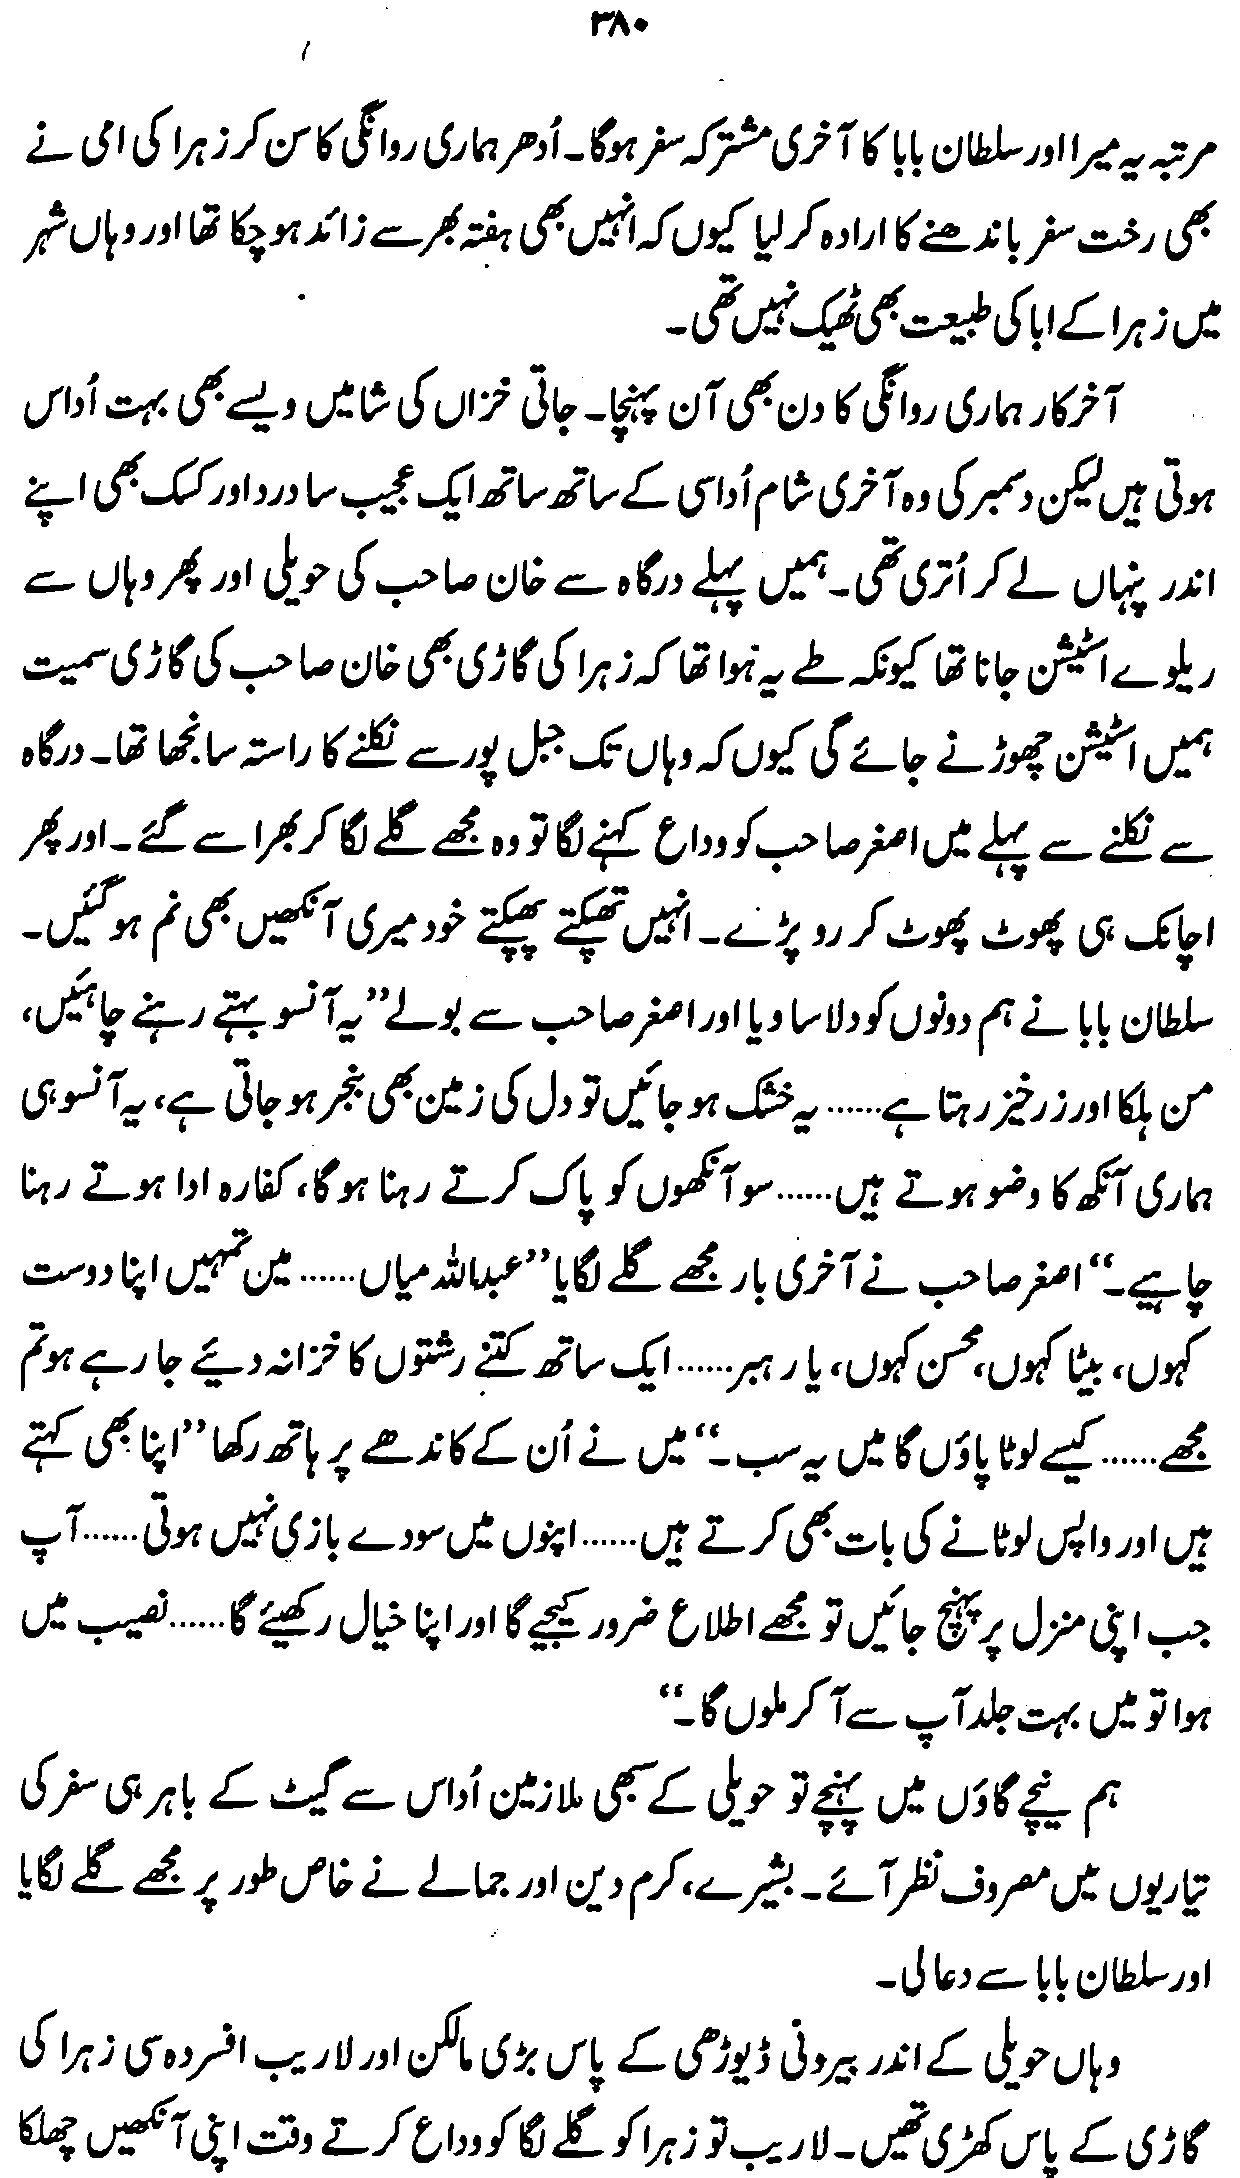 ۳۸۰
مرتبہ یہ میرا اور سلطان بابا کا آخری مشترکہ سفر ہوگا۔ اُدھر ہماری روانگی کا سن کر زہرا کی امی نے
بھی رخت سفر باندھنے کا ارادہ کر لیا کیوں کہ انہیں بھی ہفتہ بھر سے زائد ہو چکا تھا اور وہاں شہر
میں زہرا کے ابا کی طبیعت بھی ٹھیک نہیں تھی۔
آخر کار ہماری روانگی کا دن بھی آن پہنچا۔ جاتی خزاں کی شامیں ویسے بھی بہت اُداس
ہوتی ہیں لیکن دسمبر کی وہ آخری شام اُداسی کے ساتھ ساتھ ایک عجیب سا درد اور کسک بھی اپنے
اندر پنہاں لے کر اُتری تھی۔ ہمیں پہلے درگاہ سے خان صاحب کی حویلی اور پھر وہاں سے
ریلوے اسٹیشن جانا تھا کیونکہ طے یہ ہوا تھا کہ زہرا کی گاڑی بھی خان صاحب کی گاڑی سمیت
ہمیں اسٹیشن چھوڑنے جائے گی کیوں کہ وہاں تک جبل پور سے نکلنے کا راستہ سانجھا تھا۔ درگاہ
سے نکلنے سے پہلے میں اصغر صاحب کو وداع کہنے لگا تو وہ مجھے گلے لگا کر بھرا سے گئے۔ اور پھر
اچانک ہی پھوٹ پھوٹ کر رو پڑے۔ انہیں تھپکتے تھپکتے خود میری آنکھیں بھی نم ہو گئیں۔
سلطان بابا نے ہم دونوں کو دلاسا دیا اور اصغر صاحب سے بولے ”یہ آنسو بہتے رہنے چاہئیں،
من ہلکا اور زرخیز رہتا ہے...... یہ خشک ہو جائیں تو دل کی زمین بھی بنجر ہو جاتی ہے، یہ آنسو ہی
ہماری آنکھ کا وضو ہوتے ہیں...... سو آنکھوں کو پاک کرتے رہنا ہوگا، کفارہ ادا ہوتے رہنا
چاہیے۔“ اصغر صاحب نے آخری بار مجھے گلے لگایا ”عبداللہ میاں...... مین تمہیں اپنا دوست
کہوں، بیٹا کہوں، محسن کہوں، یا رہبر...... ایک ساتھ کتنے رشتوں کا خزانہ دیئے جا رہے ہو تم
مجھے...... کیسے لوٹا پاؤں گا میں یہ سب۔“ میں نے اُن کے کاندھے پر ہاتھ رکھا ”اپنا بھی کہتے
ہیں اور واپس لوٹانے کی بات بھی کرتے ہیں...... اپنوں میں سودے بازی نہیں ہوتی...... آپ
جب اپنی منزل پر پہنچ جائیں تو مجھے اطلاع ضرور کیجیے گا اور اپنا خیال رکھیئے گا...... نصیب میں
ہوا تو میں بہت جلد آپ سے آ کر ملوں گا۔“
ہم نیچے گاؤں میں پہنچے تو حویلی کے سبھی ملازمین اُداس سے گیٹ کے باہر ہی سفر کی
تیاریوں میں مصروف نظر آئے۔ بشیرے، کرم دین اور جمالے نے خاص طور پر مجھے گلے لگایا
اور سلطان بابا سے دعا لی۔
وہاں حویلی کے اندر بیرونی ڈیوڑھی کے پاس بڑی مالکن اور لاریب افسردہ سی زہرا کی
گاڑی کے پاس کھڑی تھیں۔ لاریب تو زہرا کو گلے لگا کو وداع کرتے وقت اپنی آنکھیں چھلکا